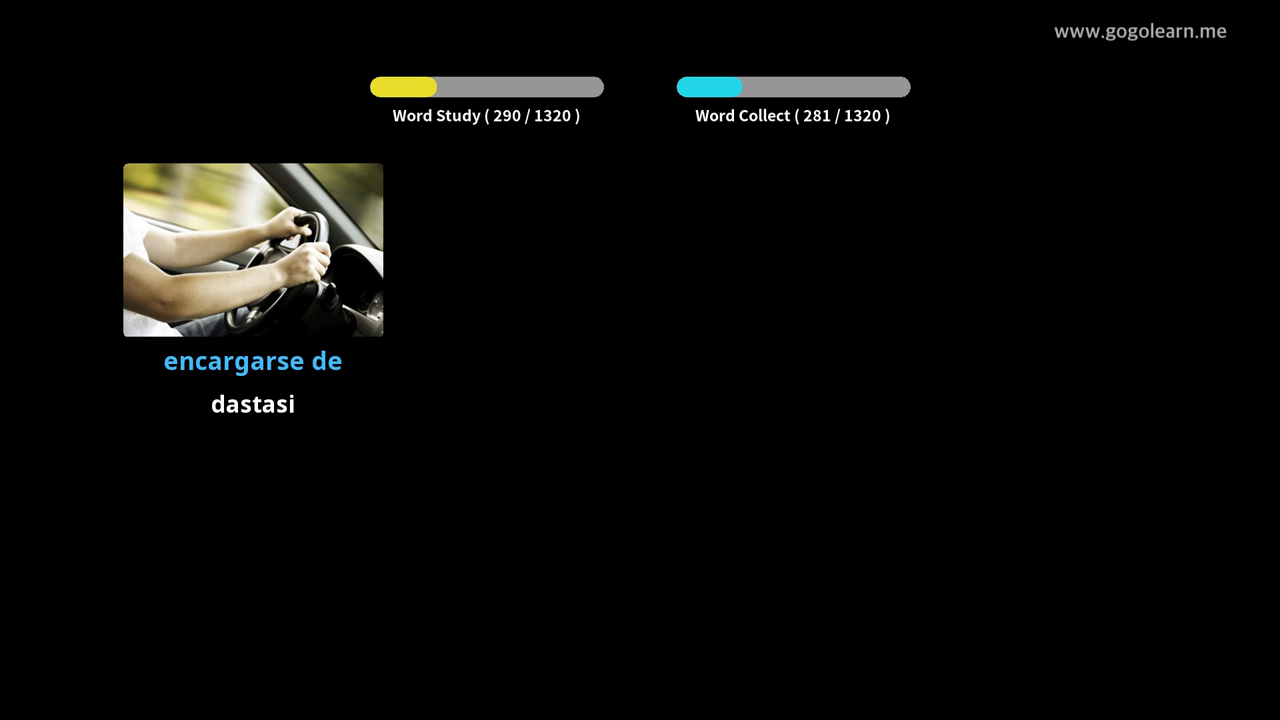 www.gogolearn.me
Word Study ( 290 / 1320 )
Word Collect ( 281 / 1320 )
encargarse de
dastasi